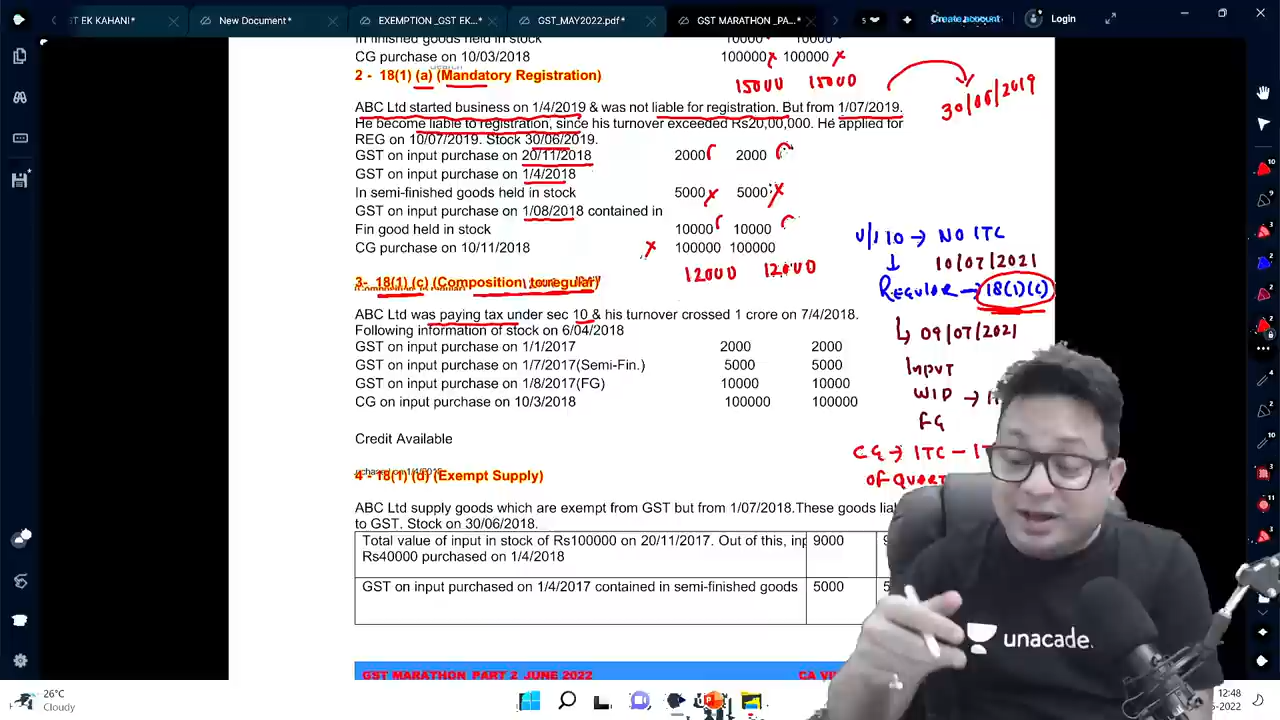 ST EK KAHANI* New Document* EXEMPTION _GST EK...* GST_MAY2022.pdf* GST MARATHON _PA...* 5 Create account Login
In finished goods held in stock 10000 10000
CG purchase on 10/03/2018 100000 x 100000 x
2 - 18(1) (a) (Mandatory Registration) 15000 15000
30/06/2019
ABC Ltd started business on 1/4/2019 & was not liable for registration. But from 1/07/2019.
He become liable to registration, since his turnover exceeded Rs20,00,000. He applied for
REG on 10/07/2019. Stock 30/06/2019.
GST on input purchase on 20/11/2018 2000 2000
GST on input purchase on 1/4/2018
In semi-finished goods held in stock 5000 x 5000 x
GST on input purchase on 1/08/2018 contained in
Fin good held in stock 10000 10000
CG purchase on 10/11/2018 x 100000 100000
12000 12000
U/s 10 → NO ITC
10/07/2021
REGULAR → 18(1)(c)
3- 18(1) (c) (Composition to regular)
ABC Ltd was paying tax under sec 10 & his turnover crossed 1 crore on 7/4/2018.
Following information of stock on 6/04/2018
09/07/2021
GST on input purchase on 1/1/2017 2000 2000
GST on input purchase on 1/7/2017(Semi-Fin.) 5000 5000
GST on input purchase on 1/8/2017(FG) 10000 10000
CG on input purchase on 10/3/2018 100000 100000
Input
WIP →
FG
CG → ITC -
OF
Credit Available
4 - 18(1) (d) (Exempt Supply)
ABC Ltd supply goods which are exempt from GST but from 1/07/2018.These goods
to GST. Stock on 30/06/2018.
Total value of input in stock of Rs100000 on 20/11/2017. Out of this, inp 9000
Rs40000 purchased on 1/4/2018
GST on input purchased on 1/4/2017 contained in semi-finished goods 5000
GST MARATHON PART 2 JUNE 2022
unacade
26°C
Cloudy
12:48